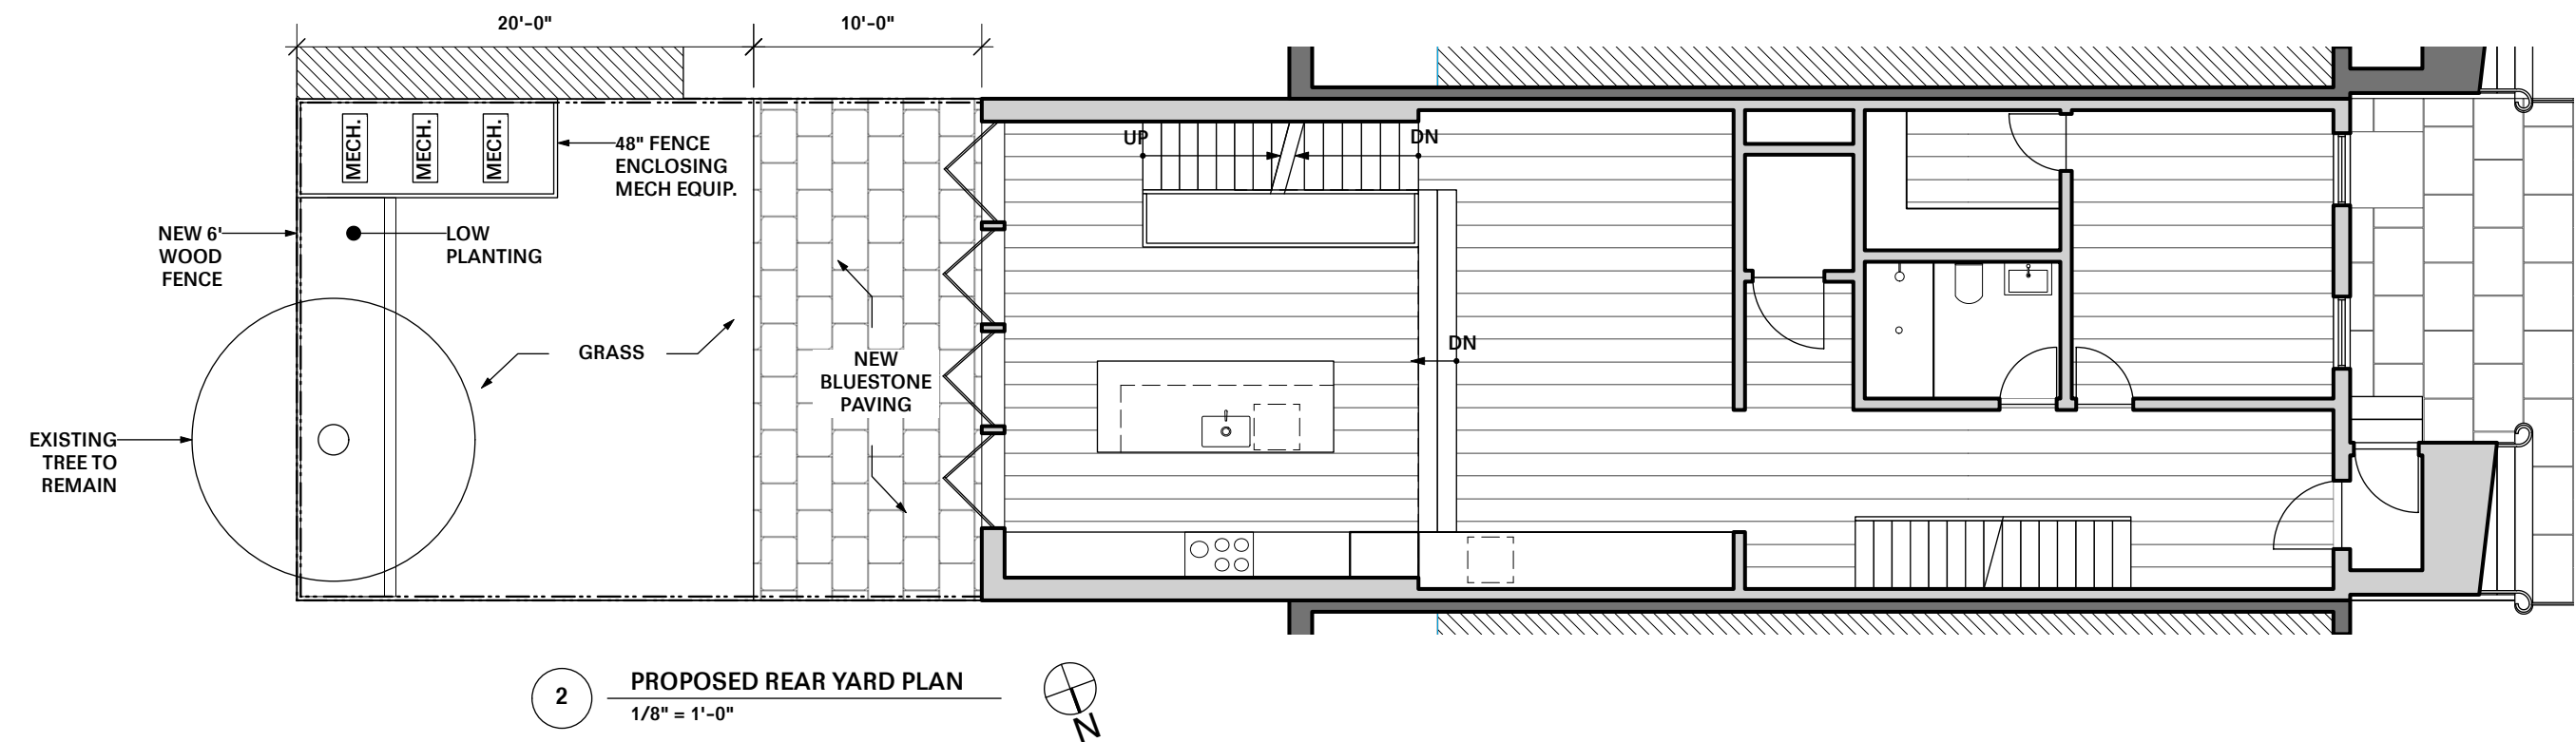 20'-0"
10'-0"
MECH.
MECH.
MECH.
48" FENCE
ENCLOSING
MECH EQUIP.
UP
DN
NEW 6'
WOOD
FENCE
LOW
PLANTING
GRASS
NEW
BLUESTONE
PAVING
DN
EXISTING
TREE TO
REMAIN
2
PROPOSED REAR YARD PLAN
1/8" = 1'-0"
N